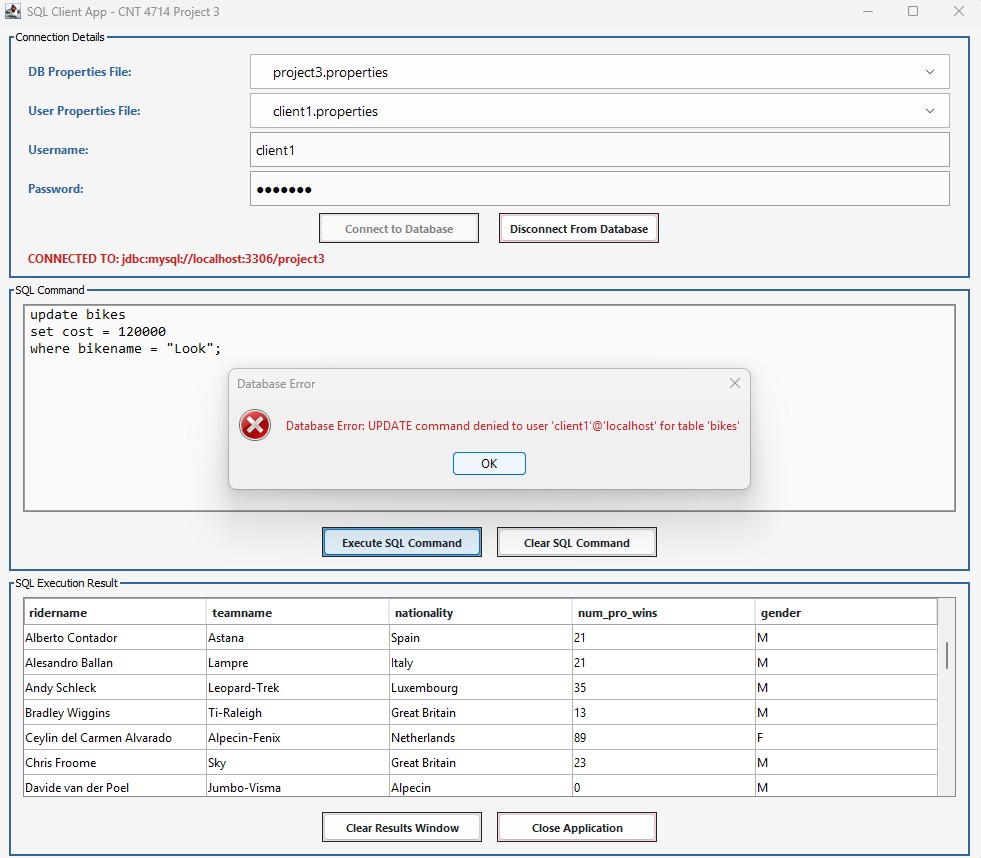 SQL Client App - CNT 4714 Project 3
Connection Details
DB Properties File: project3.properties
User Properties File: client1.properties
Username: client1
Password: •••••••
Connect to Database Disconnect From Database
CONNECTED TO: jdbc:mysql://localhost:3306/project3
SQL Command
update bikes
set cost = 120000
where bikename = "Look";
Database Error
Database Error: UPDATE command denied to user 'client1'@'localhost' for table 'bikes'
OK
Execute SQL Command Clear SQL Command
SQL Execution Result
ridername teamname nationality num_pro_wins gender
Alberto Contador Astana Spain 21 M
Alesandro Ballan Lampre Italy 21 M
Andy Schleck Leopard-Trek Luxembourg 35 M
Bradley Wiggins Ti-Raleigh Great Britain 13 M
Ceylin del Carmen Alvarado Alpecin-Fenix Netherlands 89 F
Chris Froome Sky Great Britain 23 M
Davide van der Poel Jumbo-Visma Alpecin 0 M
Clear Results Window Close Application